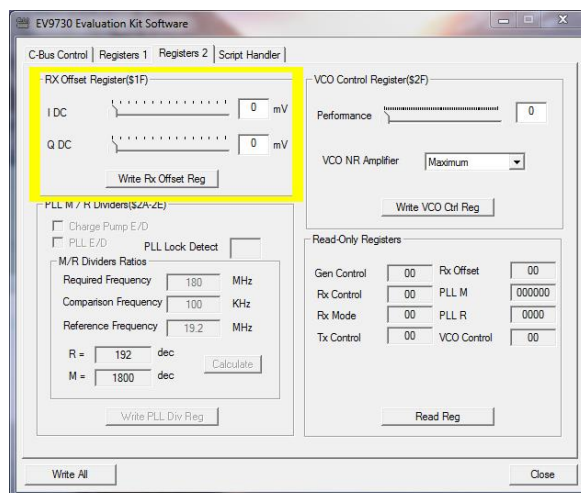 EV9730 Evaluation Kit Software
C-Bus Control Registers 1 Registers 2 Script Handler
RX Offset Register($1F)
I DC 0 mV
Q DC 0 mV
Write Rx Offset Reg
VCO Control Register($2F)
Performance 0
VCO NR Amplifier Maximum
Write VCO Ctrl Reg
PLL M / R Dividers($2A-2E)
Charge Pump E/D
PLL E/D PLL Lock Detect
M/R Dividers Ratios
Required Frequency 180 MHz
Comparison Frequency 100 KHz
Reference Frequency 19.2 MHz
R = 192 dec
M = 1800 dec
Calculate
Write PLL Div Reg
Read-Only Registers
Gen Control 00 Rx Offset 00
Rx Control 00 PLL M 000000
Rx Mode 00 PLL R 0000
Tx Control 00 VCO Control 00
Read Reg
Write All Close